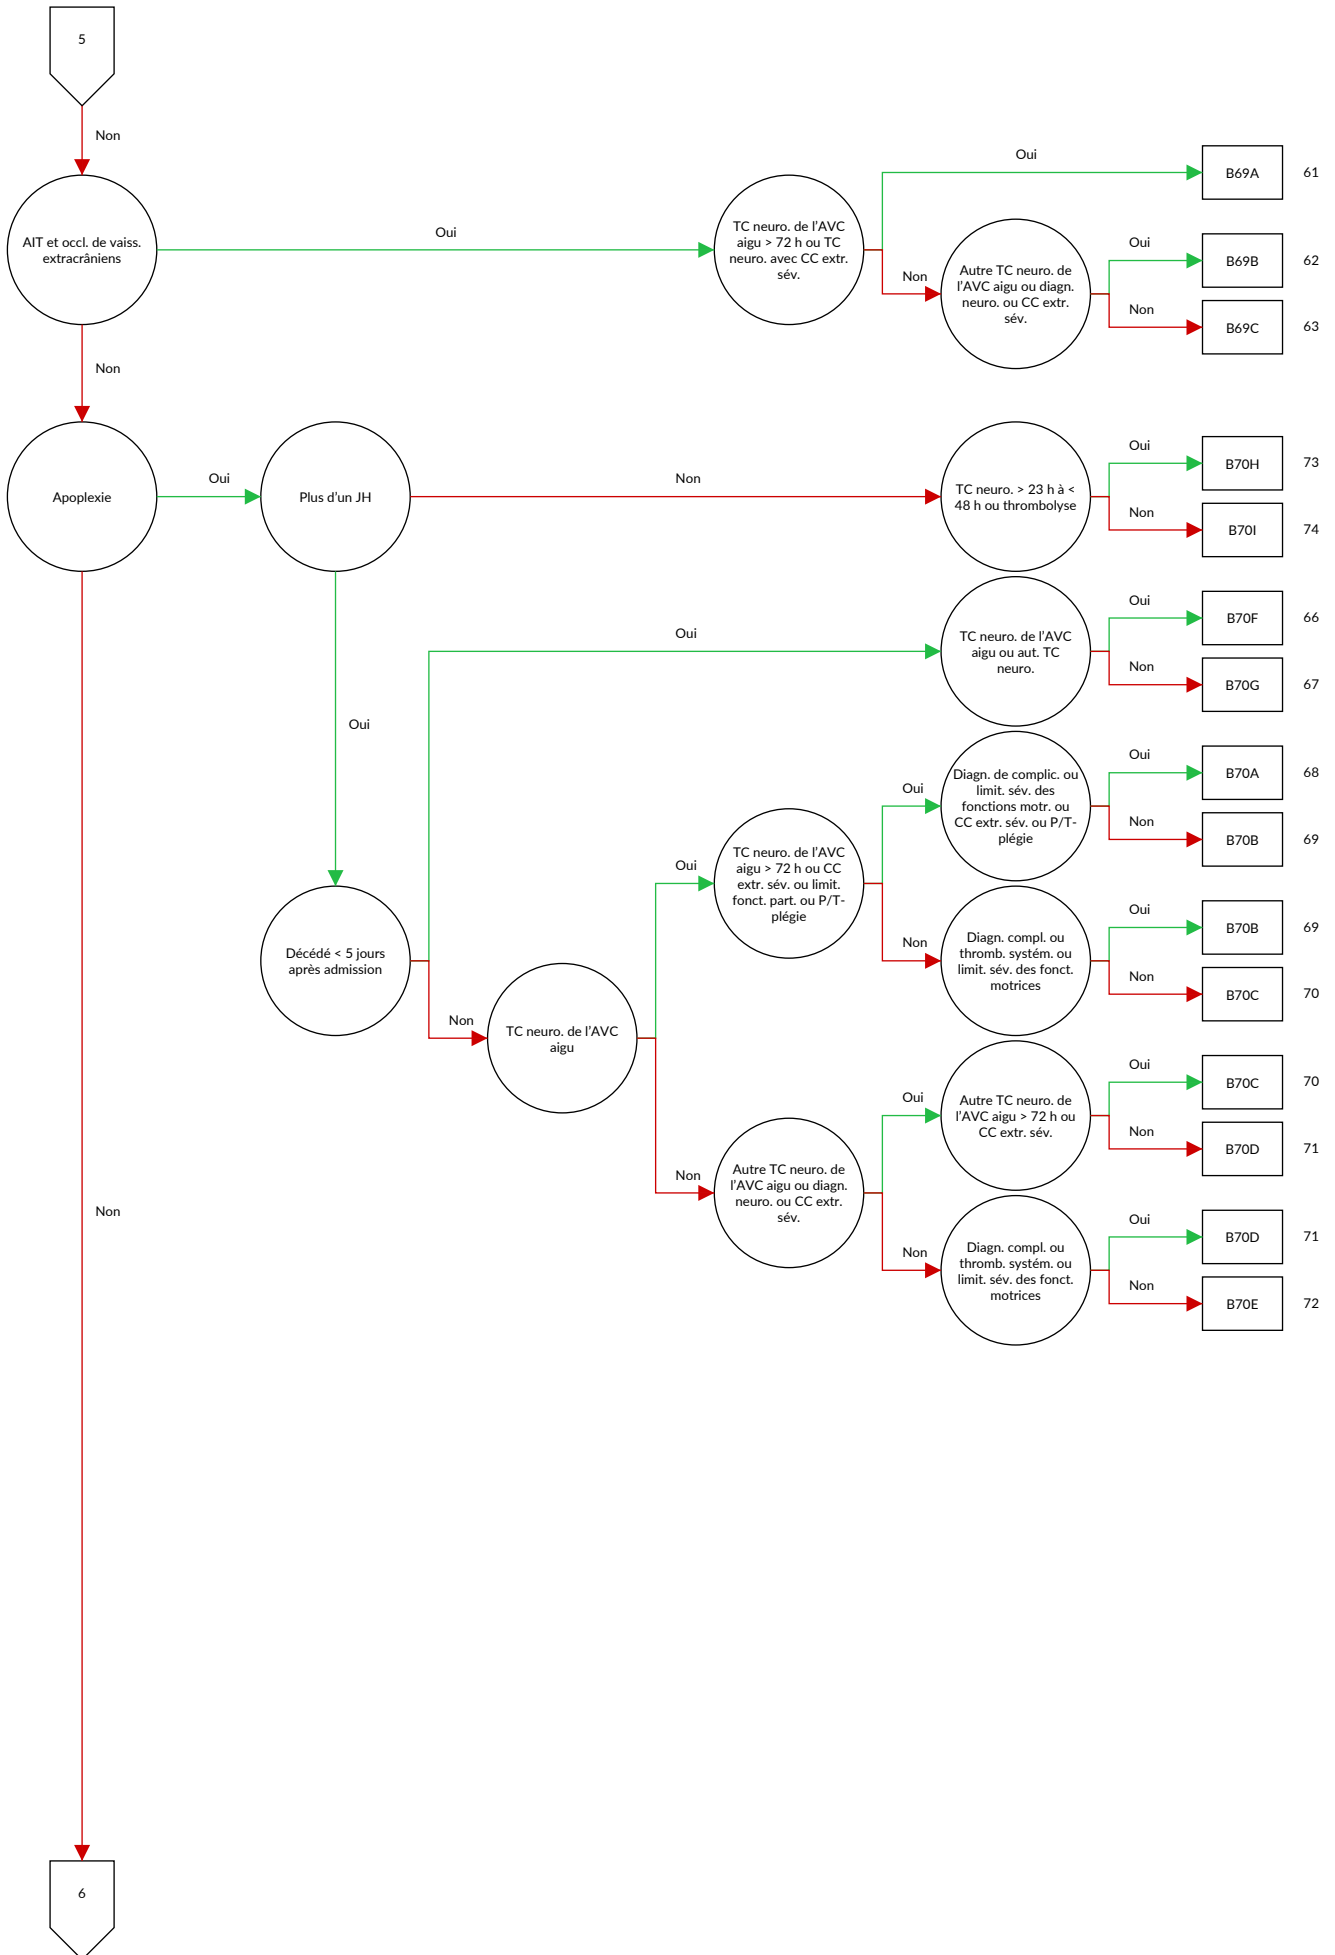 5
Non
AIT et occl. de vaiss.
extracrâniens
Oui
TC neuro. de l'AVC
aigu > 72 h ou TC
neuro. avec CC extr.
sév.
Oui
B69A
61
Non
Autre TC neuro. de
l'AVC aigu ou diagn.
neuro. ou CC extr.
sév.
Oui
B69B
62
Non
B69C
63
Non
Apoplexie
Oui
Plus d'un JH
Non
TC neuro. > 23 h à <
48 h ou thrombolyse
Oui
B70H
73
Non
B70I
74
Oui
TC neuro. de l'AVC
aigu ou aut. TC
neuro.
Oui
B70F
66
Non
B70G
67
Oui
Décédé < 5 jours
après admission
Non
TC neuro. de l'AVC
aigu
Oui
TC neuro. de l'AVC
aigu > 72 h ou CC
extr. sév. ou limit.
fonct. part. ou P/T-
plégie
Oui
Diagn. de complic. ou
limit. sév. des
fonctions motr. ou
CC extr. sév. ou P/T-
plégie
Oui
B70A
68
Non
B70B
69
Non
Diagn. compl. ou
thromb. systém. ou
limit. sév. des fonct.
motrices
Oui
B70B
69
Non
B70C
70
Non
Autre TC neuro. de
l'AVC aigu ou diagn.
neuro. ou CC extr.
sév.
Oui
Autre TC neuro. de
l'AVC aigu > 72 h ou
CC extr. sév.
Oui
B70C
70
Non
B70D
71
Non
Diagn. compl. ou
thromb. systém. ou
limit. sév. des fonct.
motrices
Oui
B70D
71
Non
B70E
72
Non
6